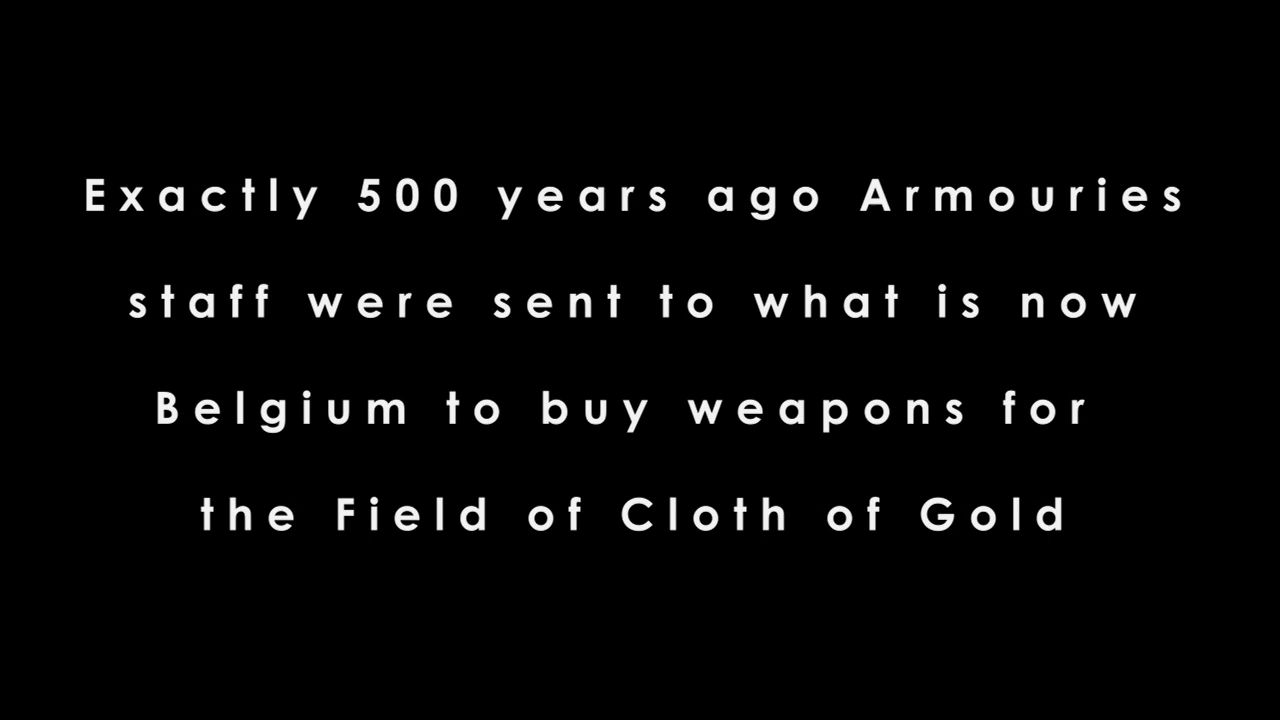 Exactly 500 years ago Armouries
staff were sent to what is now
Belgium to buy weapons for
the Field of Cloth of Gold